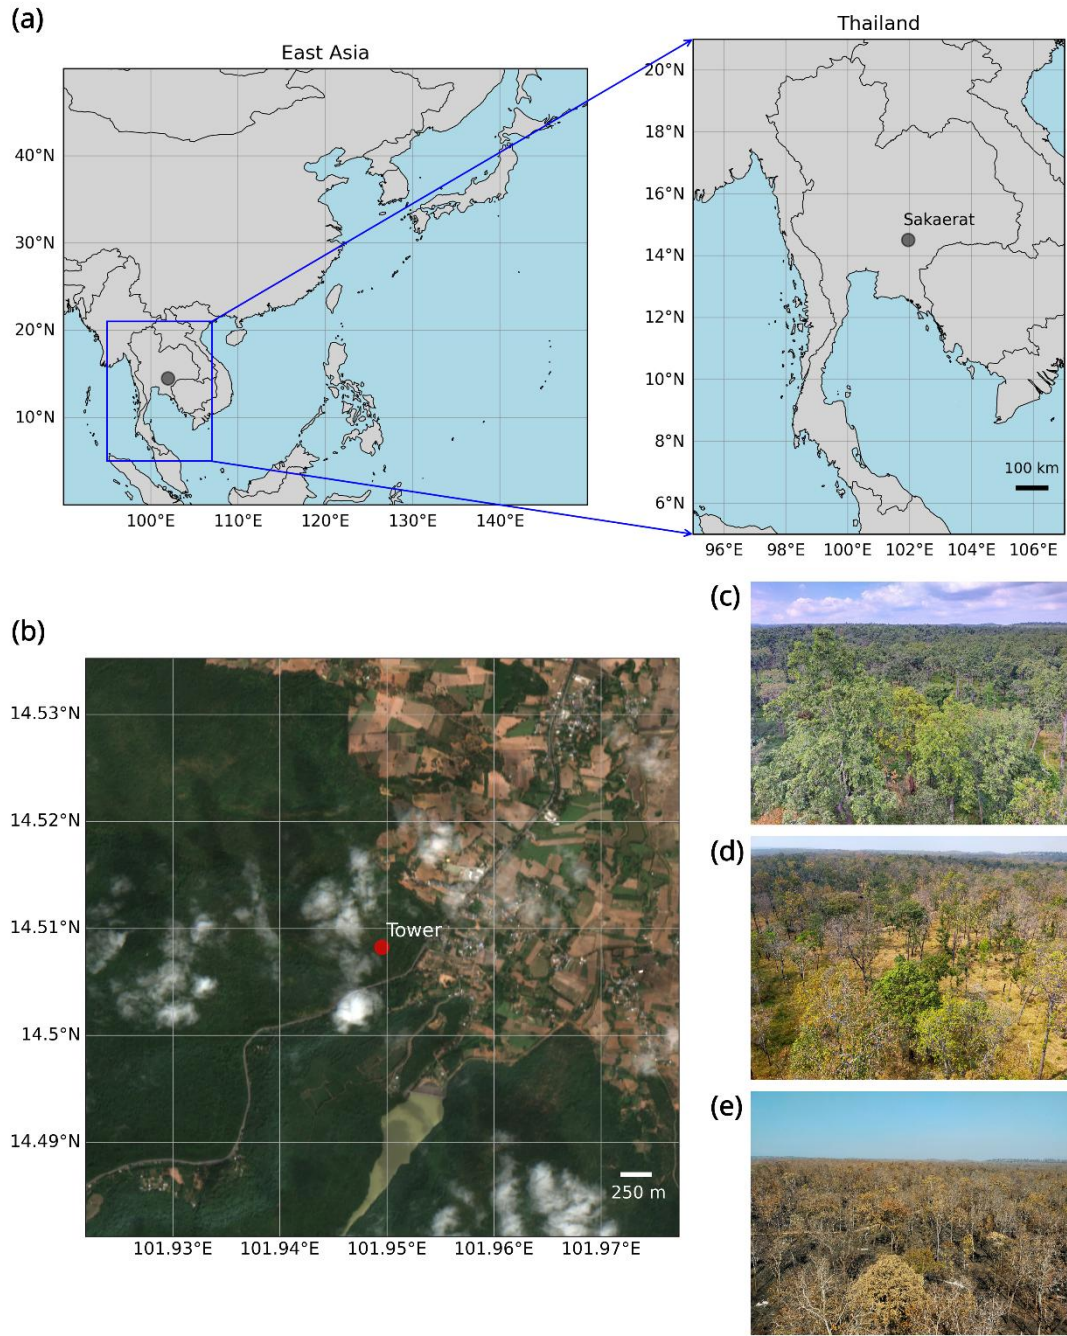 (a)
East Asia
40°N
30°N
20°N
10°N
100°E 110°E 120°E 130°E 140°E
Thailand
20°N
18°N
16°N
14°N
12°N
10°N
8°N
6°N
Sakaerat
100 km
96°E 98°E 100°E 102°E 104°E 106°E
(b)
14.53°N
14.52°N
14.51°N
14.5°N
14.49°N
Tower
250 m
101.93°E 101.94°E 101.95°E 101.96°E 101.97°E
(c)
(d)
(e)